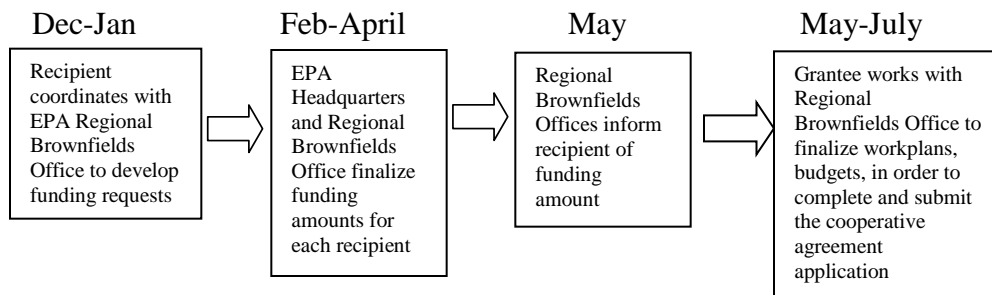 Dec-Jan
Recipient
coordinates with
EPA Regional
Brownfields
Office to develop
funding requests
Feb-April
EPA
Headquarters
and Regional
Brownfields
Office finalize
funding
amounts for
each recipient
May
Regional
Brownfields
Offices inform
recipient of
funding
amount
May-July
Grantee works with
Regional
Brownfields Office to
finalize workplans,
budgets, in order to
complete and submit
the cooperative
agreement
application